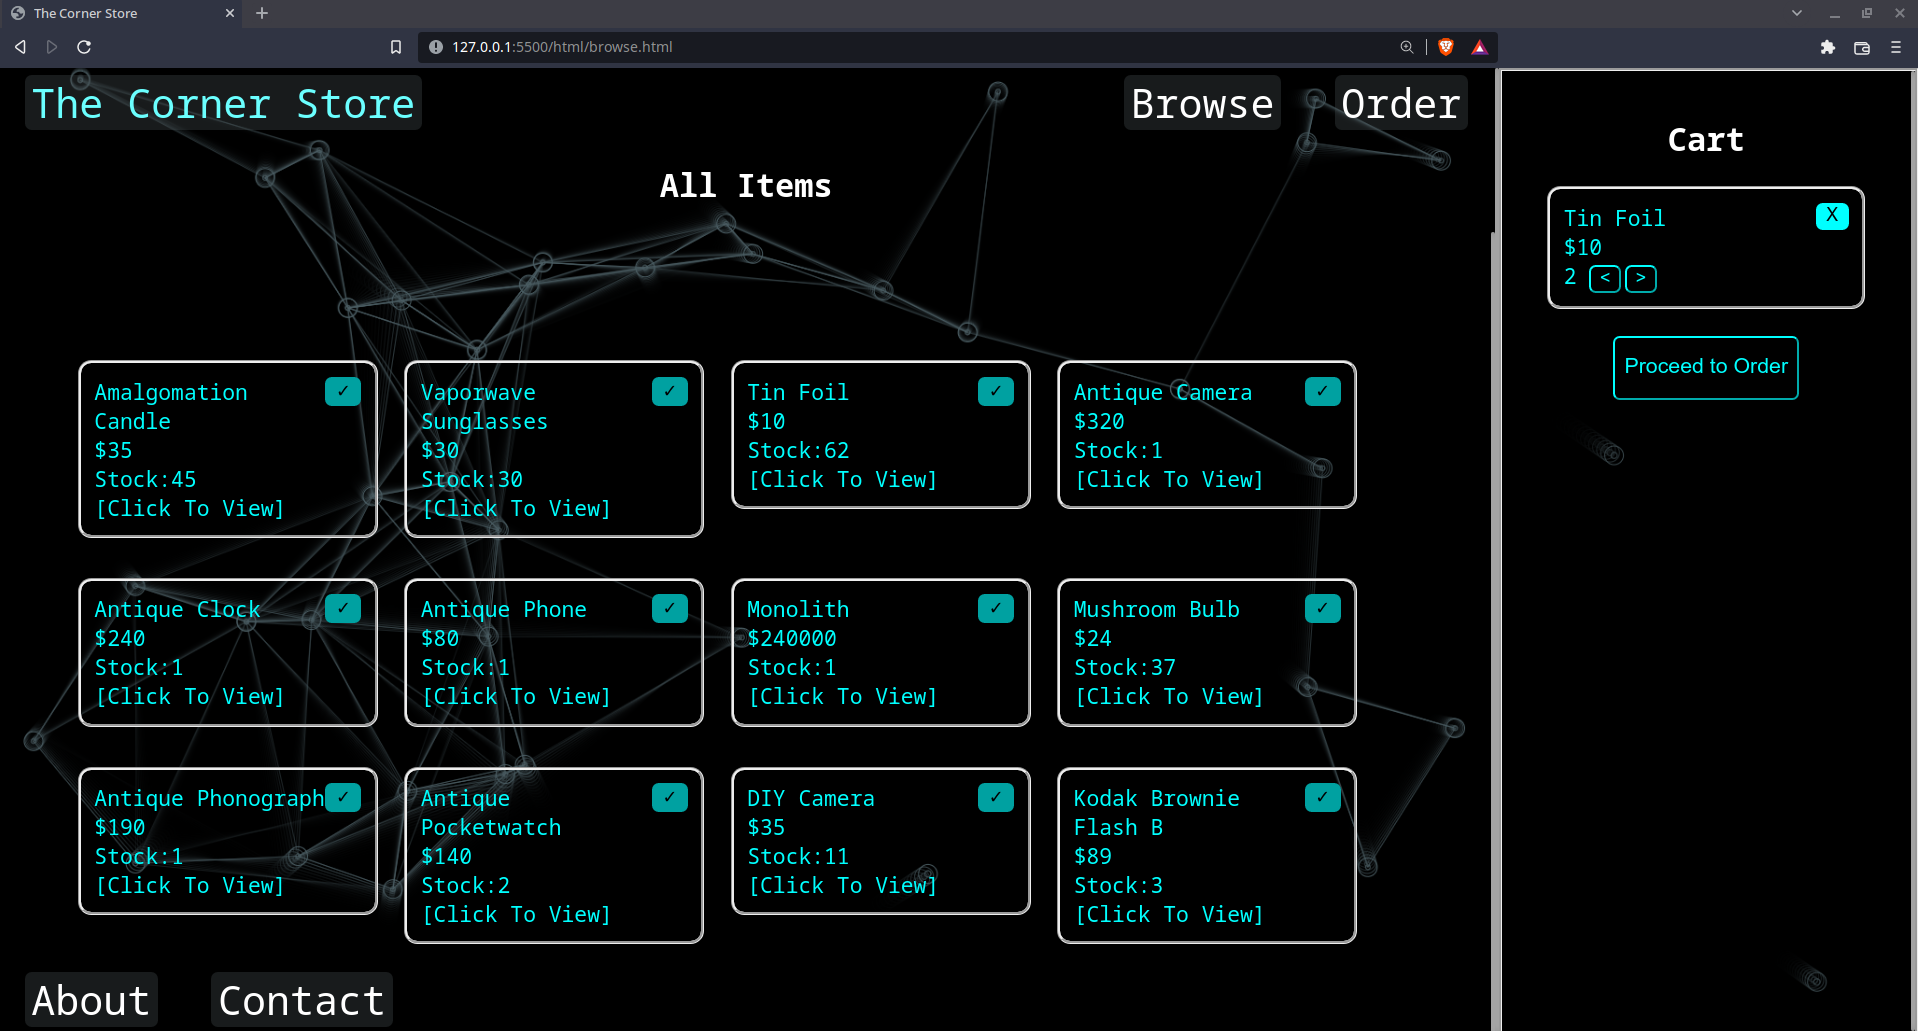 The Corner Store
127.0.0.1:5500/html/browse.html
The Corner Store
Browse
Order
All Items
Amalgomation
Candle
$35
Stock:45
[Click To View]
✓
Vaporwave
Sunglasses
$30
Stock:30
[Click To View]
✓
Tin Foil
$10
Stock:62
[Click To View]
✓
Antique Camera
$320
Stock:1
[Click To View]
✓
Antique Clock
$240
Stock:1
[Click To View]
✓
Antique Phone
$80
Stock:1
[Click To View]
✓
Monolith
$240000
Stock:1
[Click To View]
✓
Mushroom Bulb
$24
Stock:37
[Click To View]
✓
Antique Phonograph
$190
Stock:1
[Click To View]
✓
Antique
Pocketwatch
$140
Stock:2
[Click To View]
✓
DIY Camera
$35
Stock:11
[Click To View]
✓
Kodak Brownie
Flash B
$89
Stock:3
[Click To View]
✓
About
Contact
Cart
Tin Foil
X
$10
2 < >
Proceed to Order